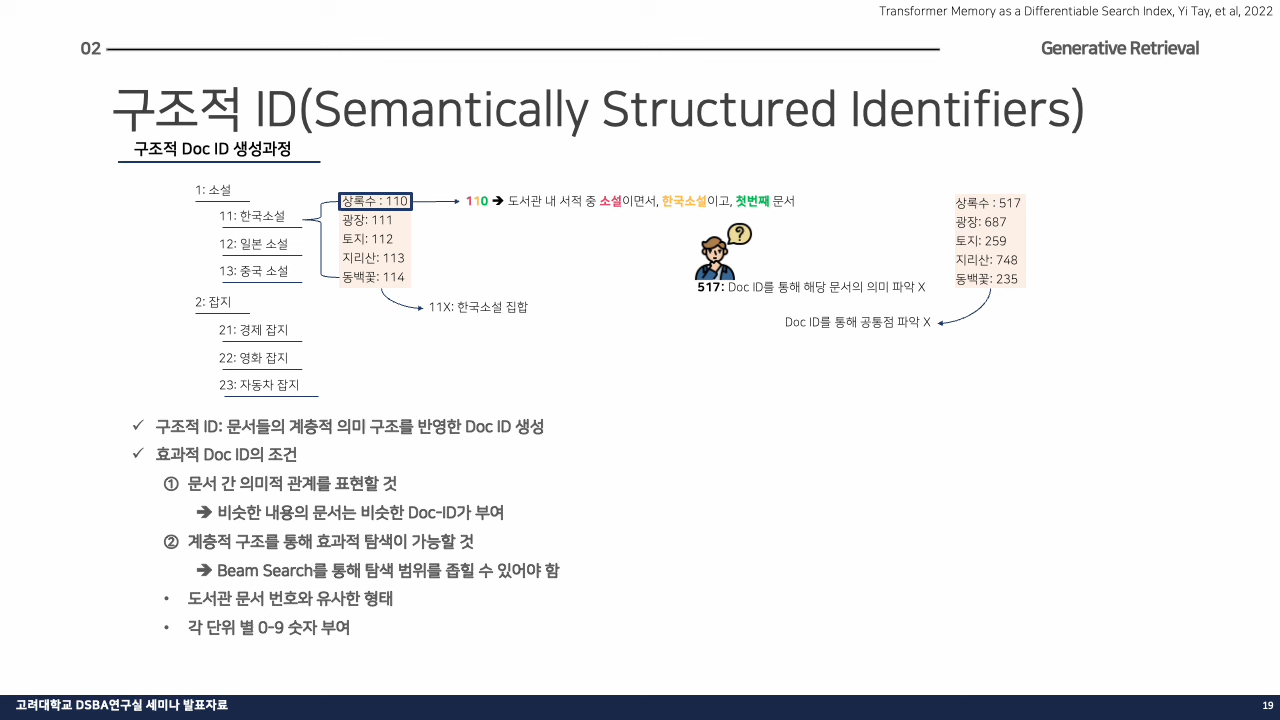 Transformer Memory as a Differentiable Search Index, Yi Tay, et al, 2022
02
Generative Retrieval
구조적 ID(Semantically Structured Identifiers)
구조적 Doc ID 생성과정
1: 소설
11: 한국소설
12: 일본 소설
13: 중국 소설
2: 잡지
21: 경제 잡지
22: 영화 잡지
23: 자동차 잡지
상록수 : 110
광장: 111
토지: 112
지리산: 113
동백꽃: 114
110 ➔ 도서관 내 서적 중 소설이면서, 한국소설이고, 첫번째 문서
11X: 한국소설 집합
?
517: Doc ID를 통해 해당 문서의 의미 파악 X
상록수 : 517
광장: 687
토지: 259
지리산: 748
동백꽃: 235
Doc ID를 통해 공통점 파악 X
✓ 구조적 ID: 문서들의 계층적 의미 구조를 반영한 Doc ID 생성
✓ 효과적 Doc ID의 조건
① 문서 간 의미적 관계를 표현할 것
➔ 비슷한 내용의 문서는 비슷한 Doc-ID가 부여
② 계층적 구조를 통해 효과적 탐색이 가능할 것
➔ Beam Search를 통해 탐색 범위를 좁힐 수 있어야 함
• 도서관 문서 번호와 유사한 형태
• 각 단위 별 0-9 숫자 부여
고려대학교 DSBA연구실 세미나 발표자료
19